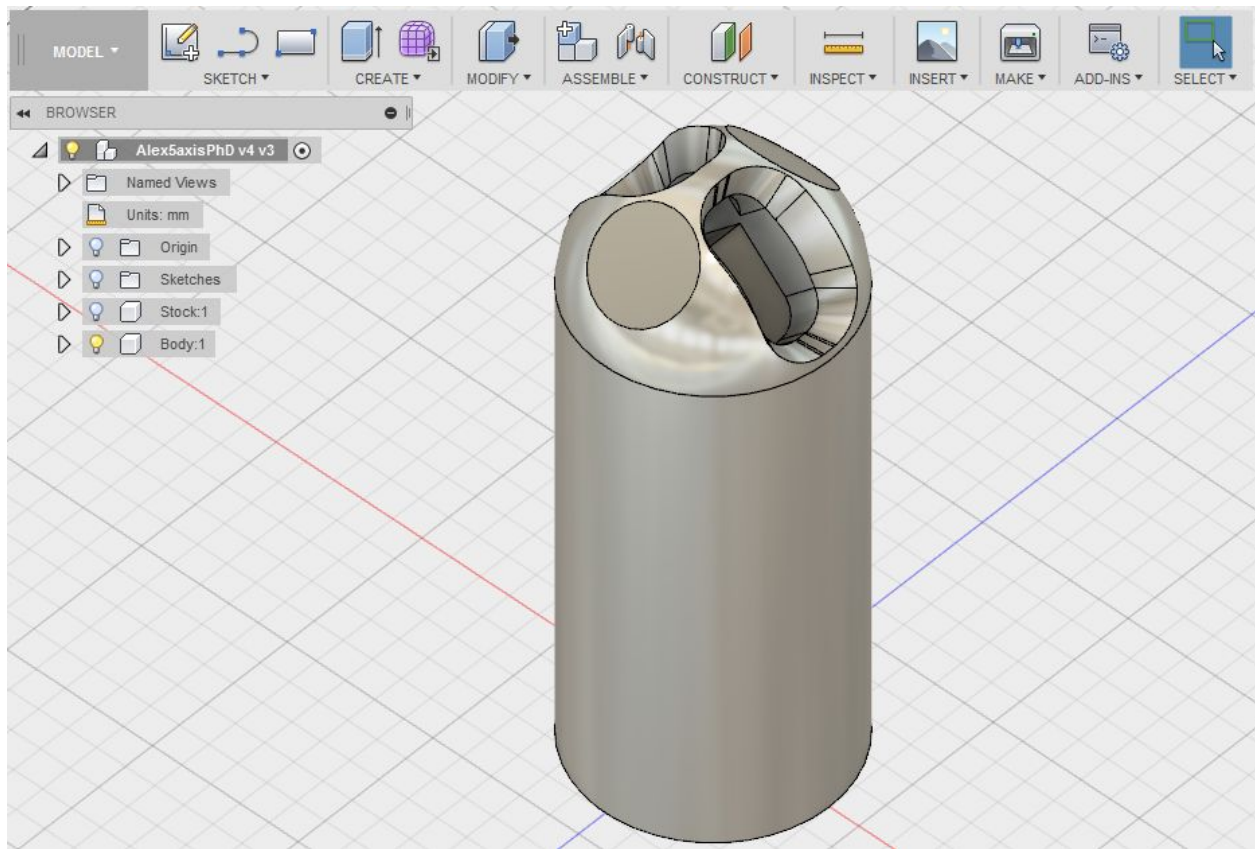 MODEL
SKETCH
CREATE
MODIFY
ASSEMBLE
CONSTRUCT
INSPECT
INSERT
MAKE
ADD-INS
SELECT
BROWSER
Alex5axisPhD v4 v3
Named Views
Units: mm
Origin
Sketches
Stock:1
Body:1